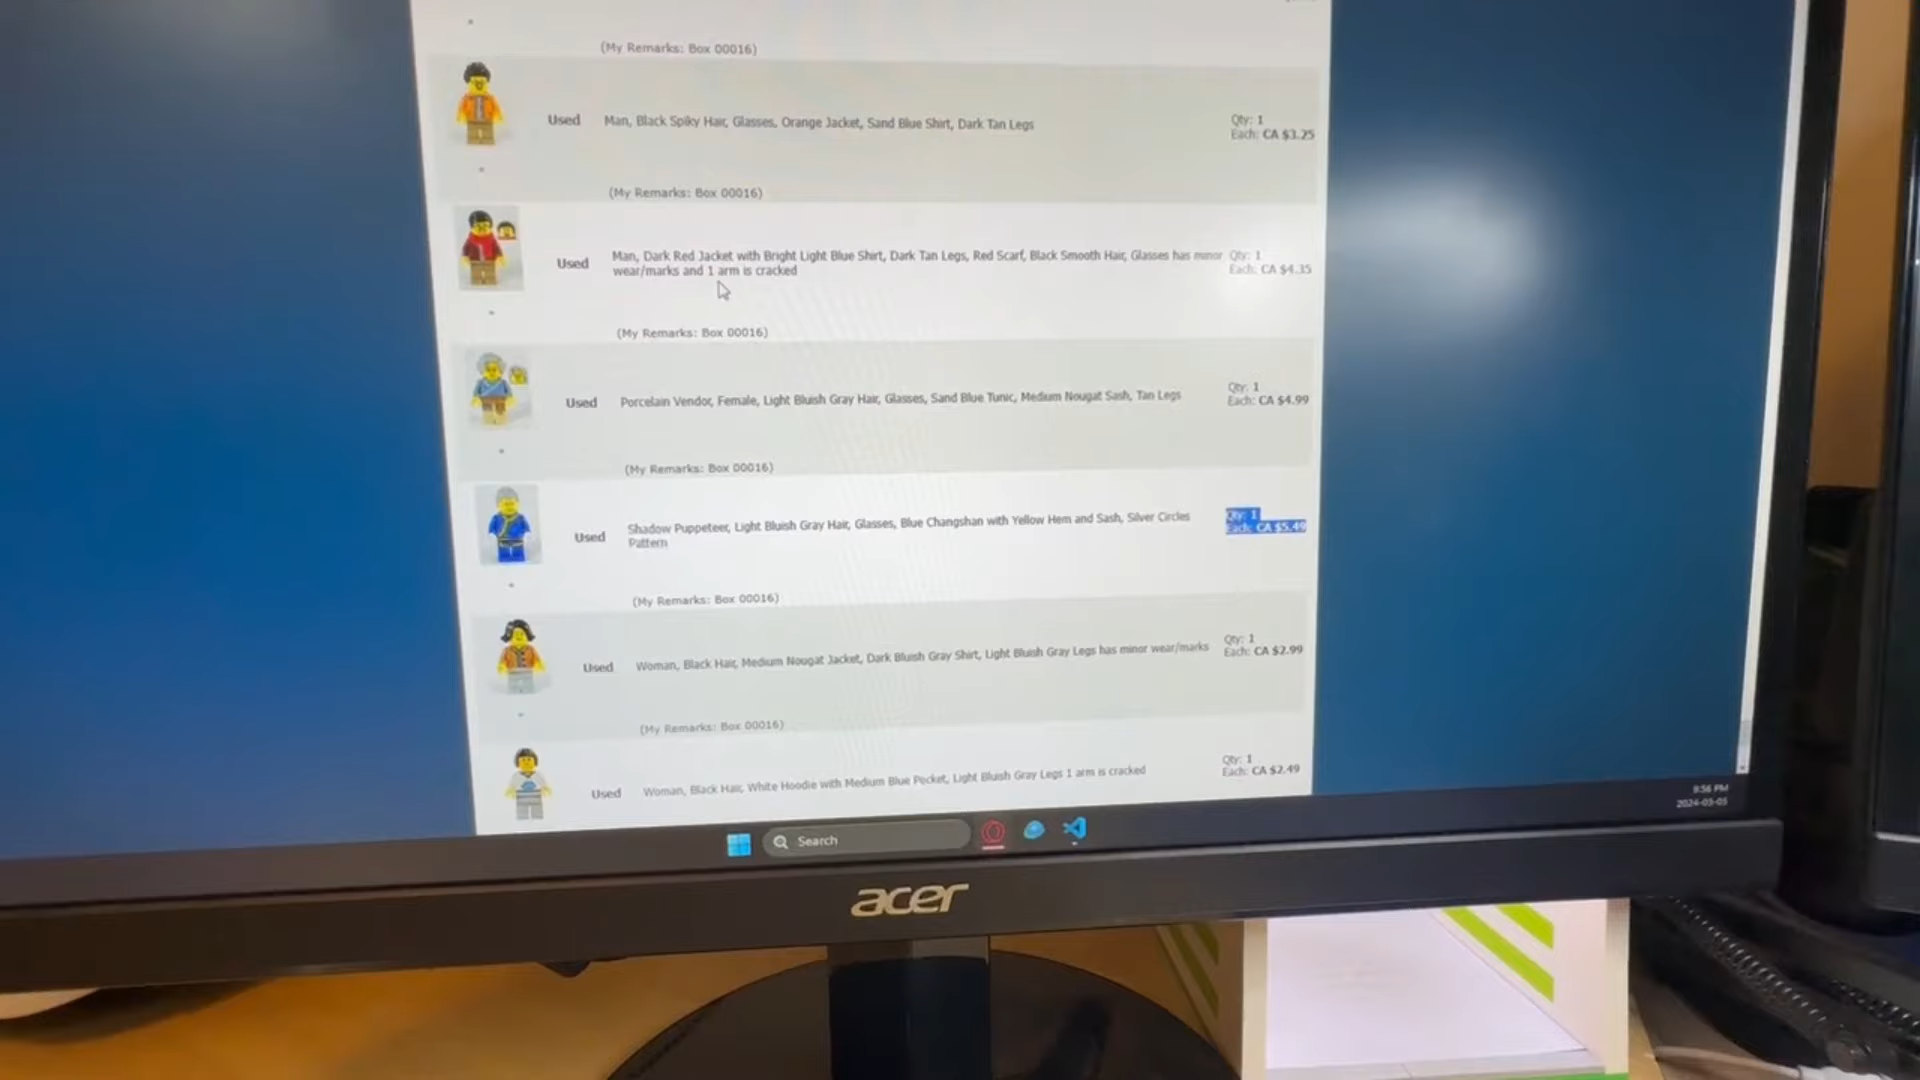 (My Remarks: Box 00016)
Used
Man, Black Spiky Hair, Glasses, Orange Jacket, Sand Blue Shirt, Dark Tan Legs
Qty: 1
Each: CA $3.25
(My Remarks: Box 00016)
Used
Man, Dark Red Jacket with Bright Light Blue Shirt, Dark Tan Legs, Red Scarf, Black Smooth Hair, Glasses has minor
wear/marks and 1 arm is cracked
Qty: 1
Each: CA $4.35
(My Remarks: Box 00016)
Used
Porcelain Vendor, Female, Light Bluish Gray Hair, Glasses, Sand Blue Tunic, Medium Nougat Sash, Tan Legs
Qty: 1
Each: CA $4.99
(My Remarks: Box 00016)
Used
Shadow Puppeteer, Light Bluish Gray Hair, Glasses, Blue Changshan with Yellow Hem and Sash, Silver Circles
Pattern
Qty: 1
Each: CA $5.49
(My Remarks: Box 00016)
Used
Woman, Black Hair, Medium Nougat Jacket, Dark Bluish Gray Shirt, Light Bluish Gray Legs has minor wear/marks
Qty: 1
Each: CA $2.99
(My Remarks: Box 00016)
Used
Woman, Black Hair, White Hoodie with Medium Blue Pocket, Light Bluish Gray Legs 1 arm is cracked
Qty: 1
Each: CA $2.49
9:56 PM
2024-03-05
Search
acer